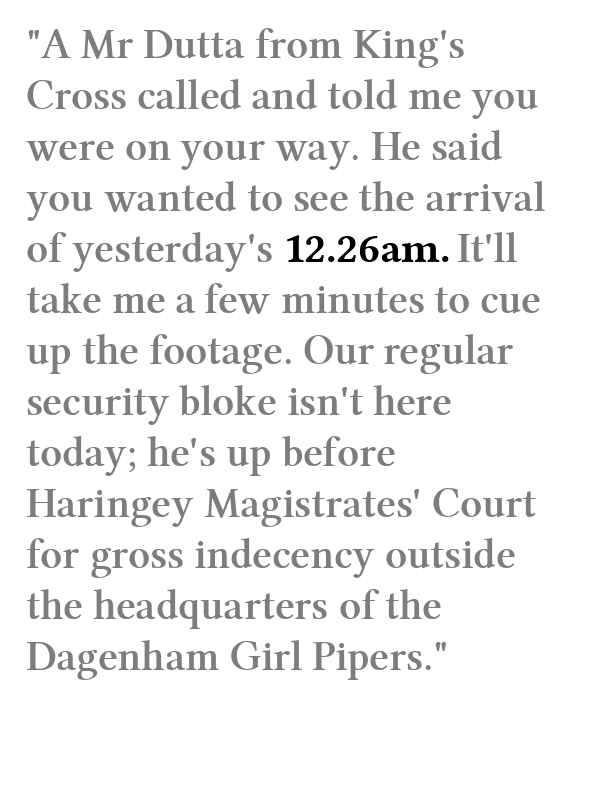 "A Mr Dutta from King's
Cross called and told me you
were on your way. He said
you wanted to see the arrival
of yesterday's 12.26am. It'll
take me a few minutes to cue
up the footage. Our regular
security bloke isn't here
today; he's up before
Haringey Magistrates' Court
for gross indecency outside
the headquarters of the
Dagenham Girl Pipers."